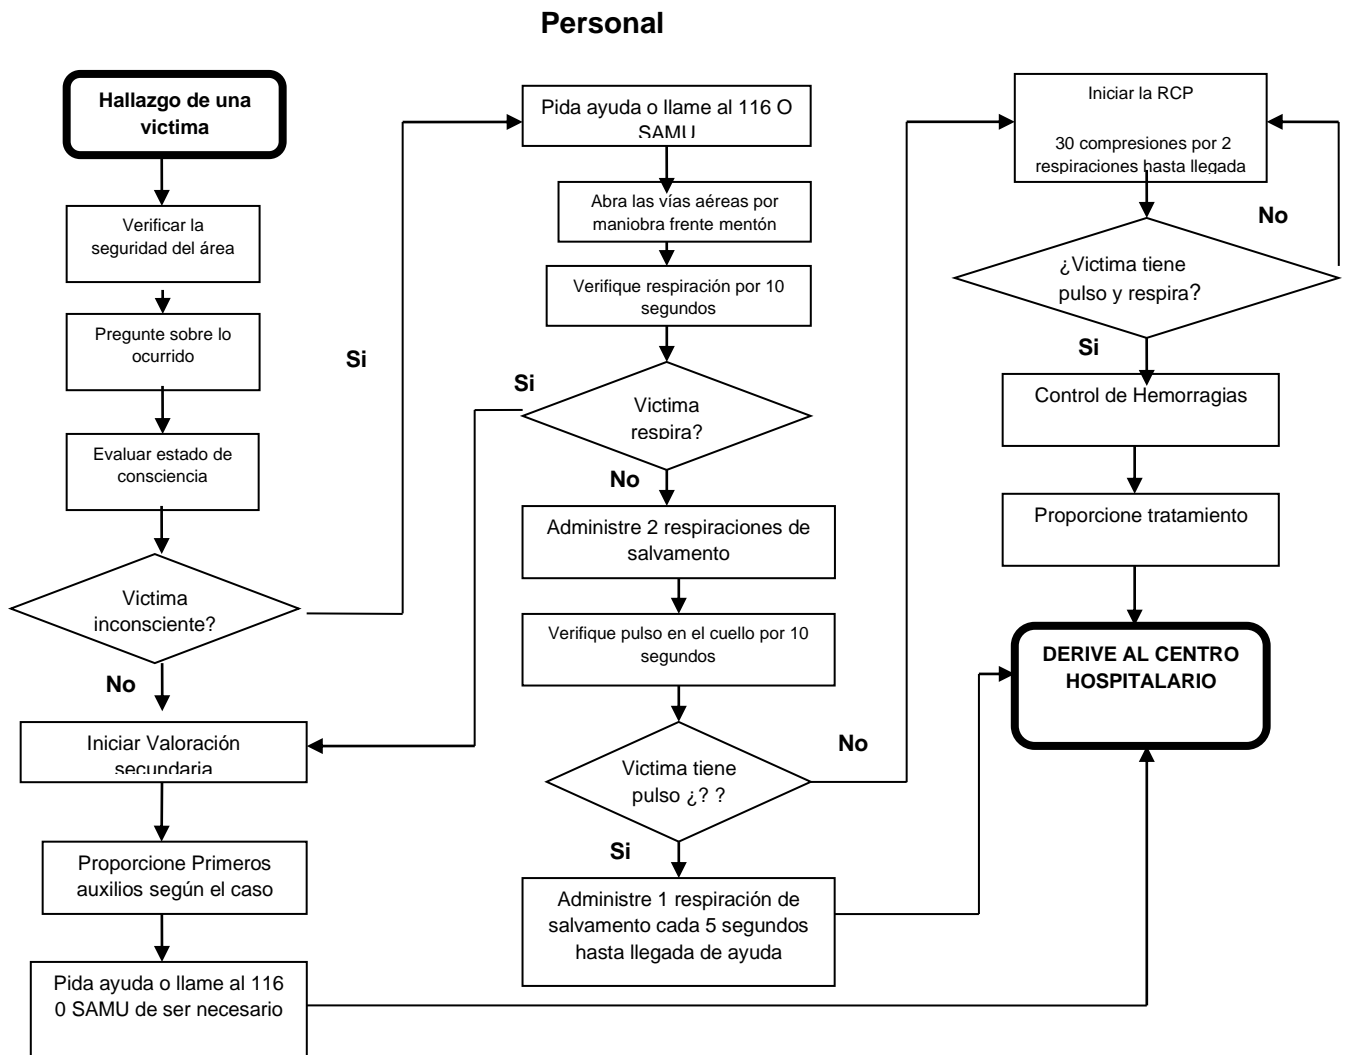 Personal
Hallazgo de una
victima
Verificar la
seguridad del área
Pregunte sobre lo
ocurrido
Evaluar estado de
consciencia
Victima
inconsciente?
Si
No
Iniciar Valoración
secundaria
Proporcione Primeros
auxilios según el caso
Pida ayuda o llame al 116
0 SAMU de ser necesario
Pida ayuda o llame al 116 O
SAMU
Abra las vías aéreas por
maniobra frente mentón
Verifique respiración por 10
segundos
Si
Victima
respira?
No
Administre 2 respiraciones de
salvamento
Verifique pulso en el cuello por 10
segundos
Victima tiene
pulso ¿? ?
No
Si
Administre 1 respiración de
salvamento cada 5 segundos
hasta llegada de ayuda
Iniciar la RCP
30 compresiones por 2
respiraciones hasta llegada
No
¿Victima tiene
pulso y respira?
Si
Control de Hemorragias
Proporcione tratamiento
DERIVE AL CENTRO
HOSPITALARIO